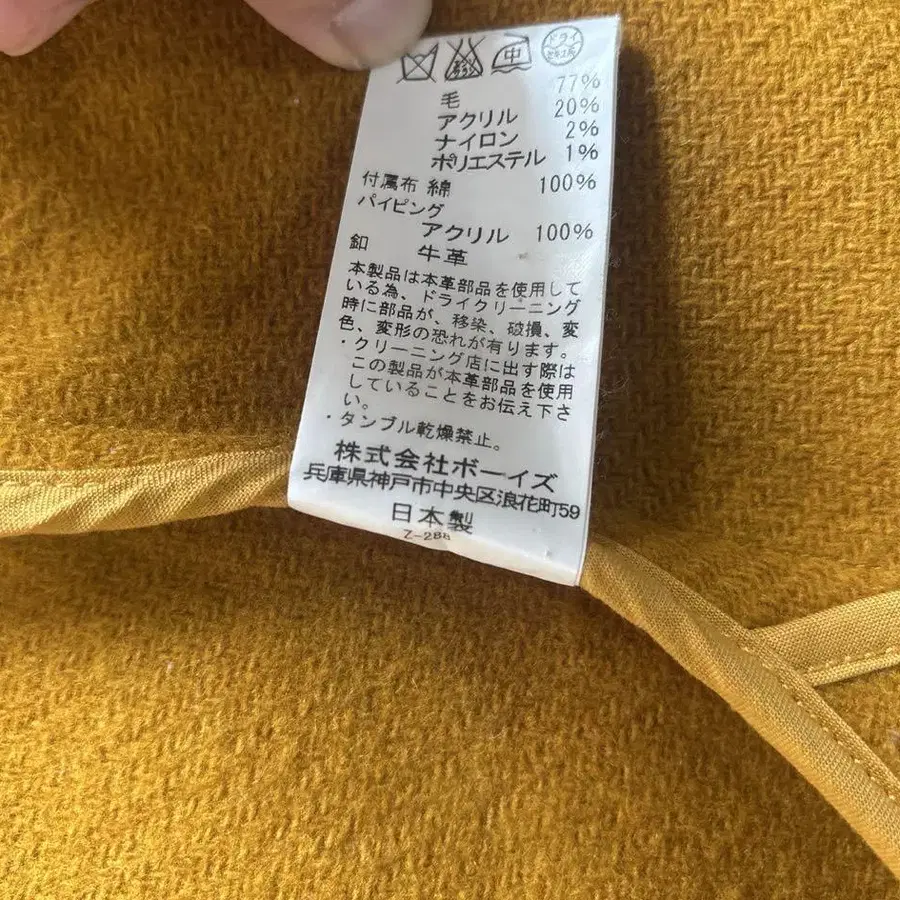 中 ドライ セキユ系
毛 77%
アクリル 20%
ナイロン 2%
ポリエステル 1%
付属布 綿 100%
パイピング
アクリル 100%
釦 牛革
本製品は本革部品を使用して
いる為、ドライクリーニング
時に部品が、移染、破損、変
色、変形の恐れが有ります。
・クリーニング店に出す際は
この製品が本革部品を使用
していることをお伝え下さ
い。
・タンブル乾燥禁止。
株式会社ボーイズ
兵庫県神戸市中央区浪花町59
日本製
Z-288